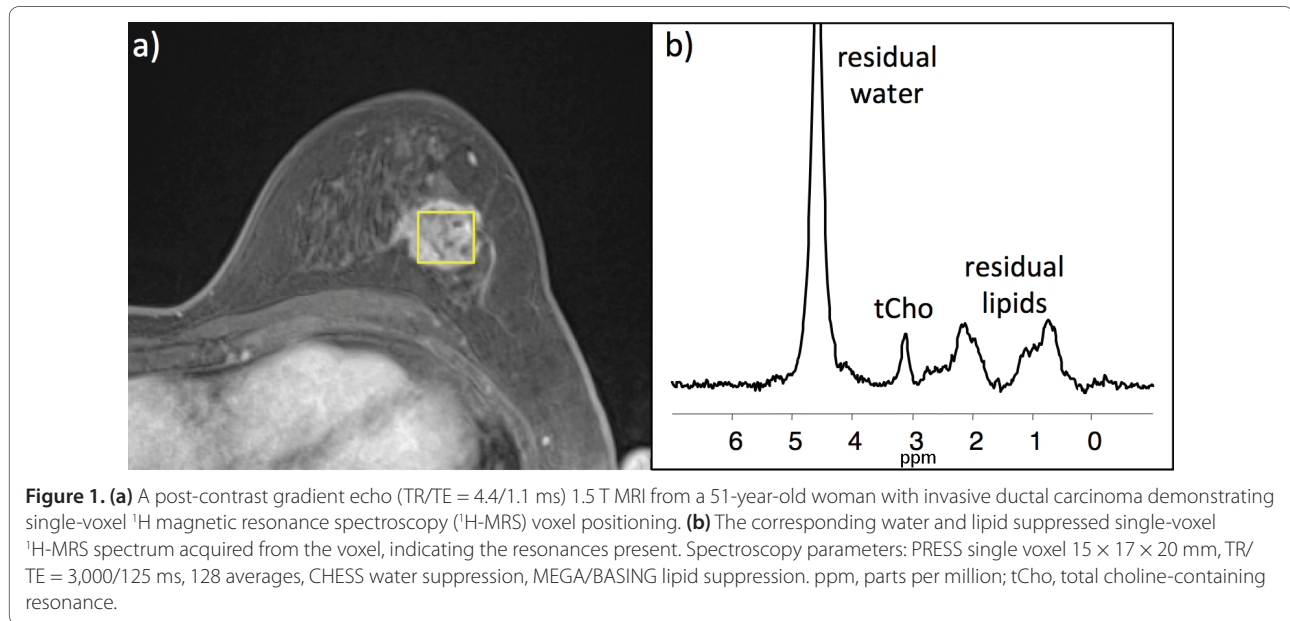 a)
b)
residual
water
tCho
residual
lipids
6 5 4 3 2 1 0
ppm
Figure 1. (a) A post-contrast gradient echo (TR/TE = 4.4/1.1 ms) 1.5 T MRI from a 51-year-old woman with invasive ductal carcinoma demonstrating
single-voxel ¹H magnetic resonance spectroscopy (¹H-MRS) voxel positioning. (b) The corresponding water and lipid suppressed single-voxel
¹H-MRS spectrum acquired from the voxel, indicating the resonances present. Spectroscopy parameters: PRESS single voxel 15 × 17 × 20 mm, TR/
TE = 3,000/125 ms, 128 averages, CHESS water suppression, MEGA/BASING lipid suppression. ppm, parts per million; tCho, total choline-containing
resonance.